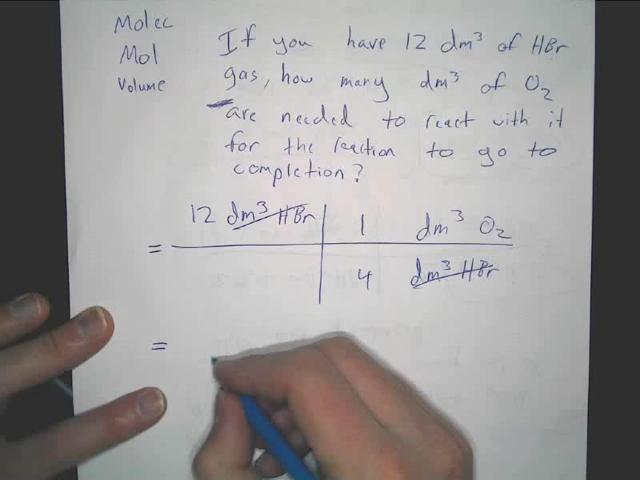 Molec
Mol
Volume
If you have 12 dm³ of HBr
gas, how many dm³ of O₂
are needed to react with it
for the reaction to go to
completion?
12 dm³ HBr 1 dm³ O₂
=
4 dm³ HBr
=